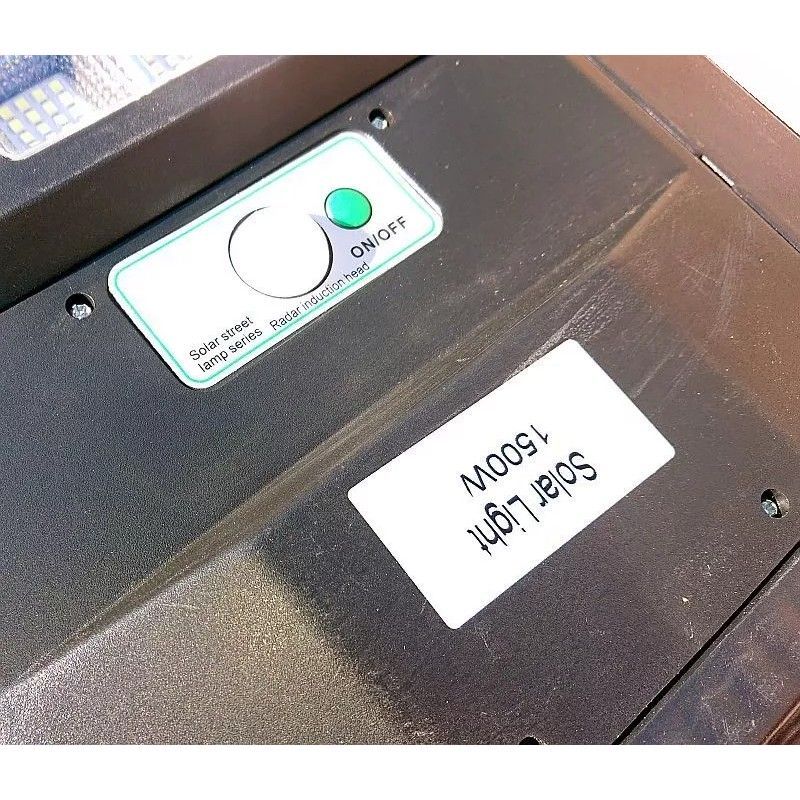 ON/OFF
Solar street
lamp series
Radar induction head
Solar Light
1500W